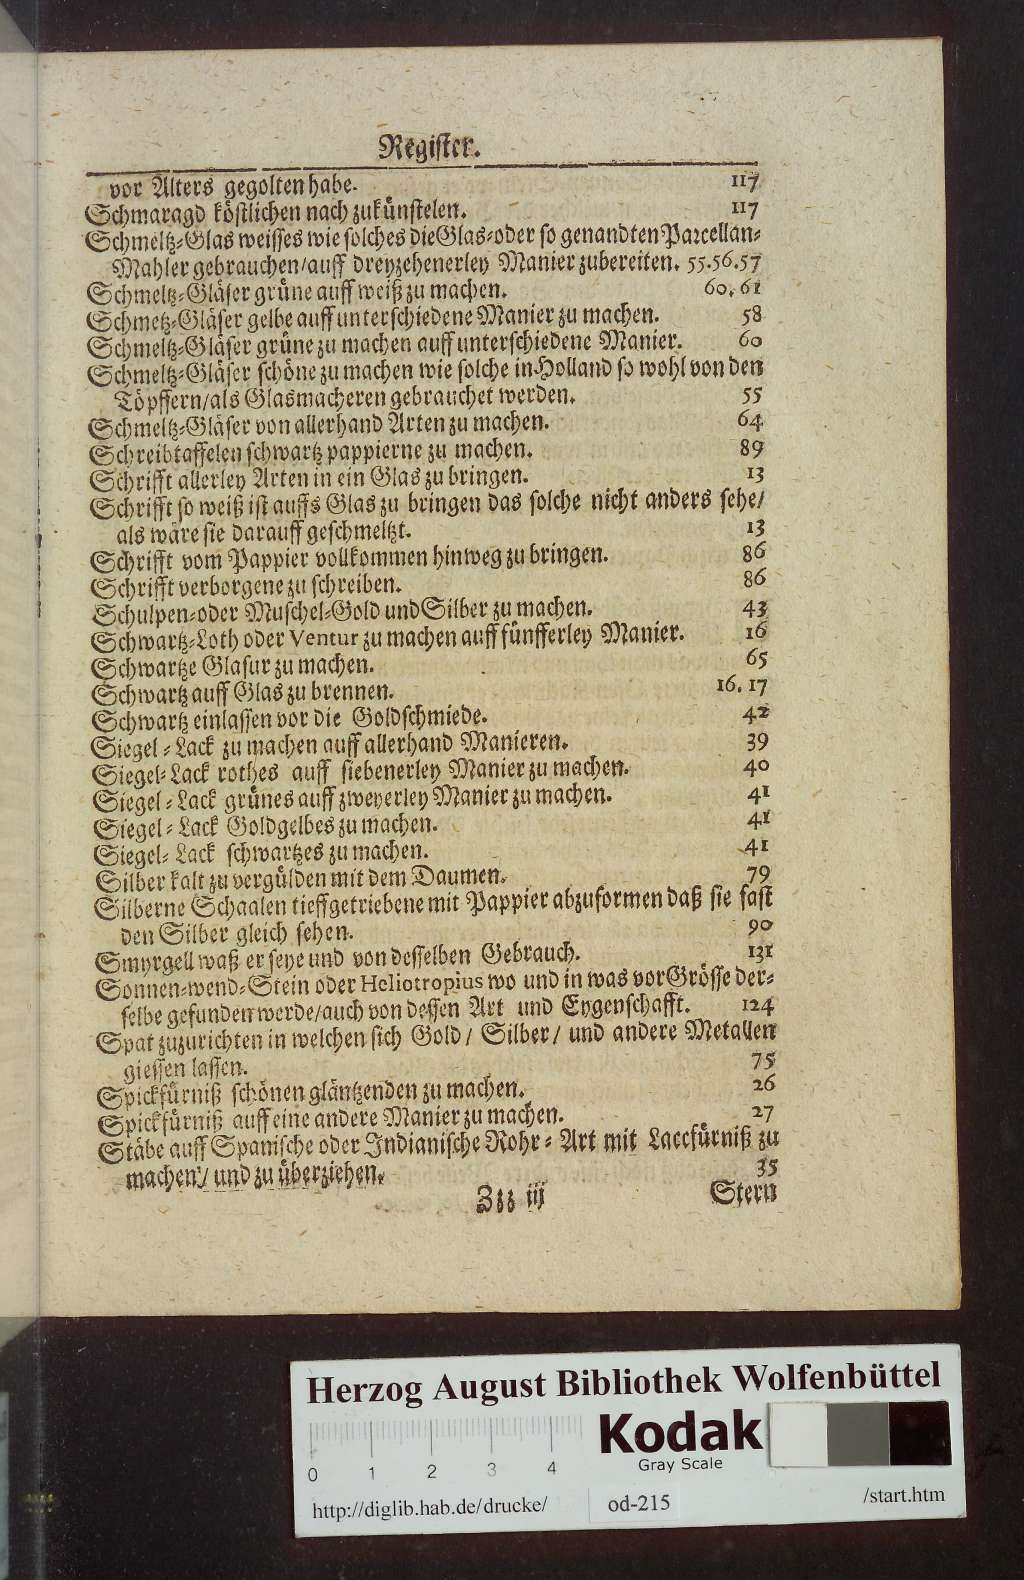 Register.
vor Alters gegolten habe. 117
Schmaragd köstlichen nach zukünstelen. 117
Schmeltz-Glas weisses wie solches die Glas-oder so genandten Parcellan-
Mahler gebrauchen/auff dreyzehenerley Manier zubereiten. 55.56.57
Schmeltz-Gläser grüne auff weiß zu machen. 60.61
Schmetz-Gläser gelbe auff unterschiedene Manier zu machen. 58
Schmeltz-Gläser grüne zu machen auff unterschiedene Manier. 60
Schmeltz-Gläser schöne zu machen wie solche in Holland so wohl von den
Töpffern/als Glasmacheren gebrauchet werden. 55
Schmeltz-Gläser von allerhand Arten zu machen. 64
Schreibtaffelen schwartz pappierne zu machen. 89
Schrifft allerley Arten in ein Glas zu bringen. 13
Schrifft so weiß ist auffs Glas zu bringen das solche nicht anders sehe/
als wäre sie darauff geschmeltzt. 13
Schrifft vom Pappier vollkommen hinweg zu bringen. 86
Schrifft verborgene zu schreiben. 86
Schulpen-oder Muschel-Gold und Silber zu machen. 43
Schwartz-Loth oder Ventur zu machen auff fünfferley Manier. 16
Schwartze Glasur zu machen. 65
Schwartz auff Glas zu brennen. 16. 17
Schwartz einlassen vor die Goldschmiede. 42
Siegel-Lack zu machen auff allerhand Manieren. 39
Siegel-Lack rothes auff siebenerley Manier zu machen. 40
Siegel-Lack grünes auff zweyerley Manier zu machen. 41
Siegel-Lack Goldgelbes zu machen. 41
Siegel-Lack schwartzes zu machen. 41
Silber kalt zu vergülden mit dem Daumen. 79
Silberne Schaalen tieffgetriebene mit Pappier abzuformen daß sie fast
den Silber gleich sehen. 90
Smyrgell waß er seye und von desselben Gebrauch. 131
Sonnen-wend-Stein oder Heliotropius wo und in was vor Grösse der-
selbe gefunden werde/auch von dessen Art und Eygenschafft. 124
Spat zuzurichten in welchen sich Gold/ Silber/ und andere Metallen
giessen lassen. 75
Spickfürniß schönen gläntzenden zu machen. 26
Spickfürniß auff eine andere Manier zu machen. 27
Stäbe auff Spanische oder Indianische Rohr-Art mit Laccfürniß zu
machen/ und zu überziehen. 35
Zzz iij Stern
Herzog August Bibliothek Wolfenbüttel
Kodak
Gray Scale
0 1 2 3 4
http://diglib.hab.de/drucke/ od-215 /start.htm